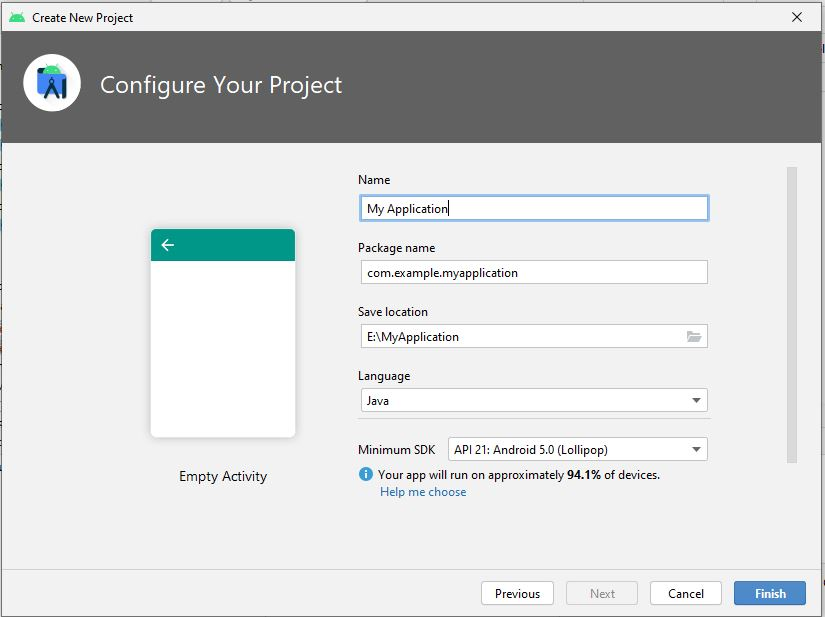 Create New Project
Configure Your Project
Name
My Application
Package name
com.example.myapplication
Save location
E:\MyApplication
Language
Java
Minimum SDK
API 21: Android 5.0 (Lollipop)
Your app will run on approximately 94.1% of devices.
Help me choose
Empty Activity
Previous
Next
Cancel
Finish